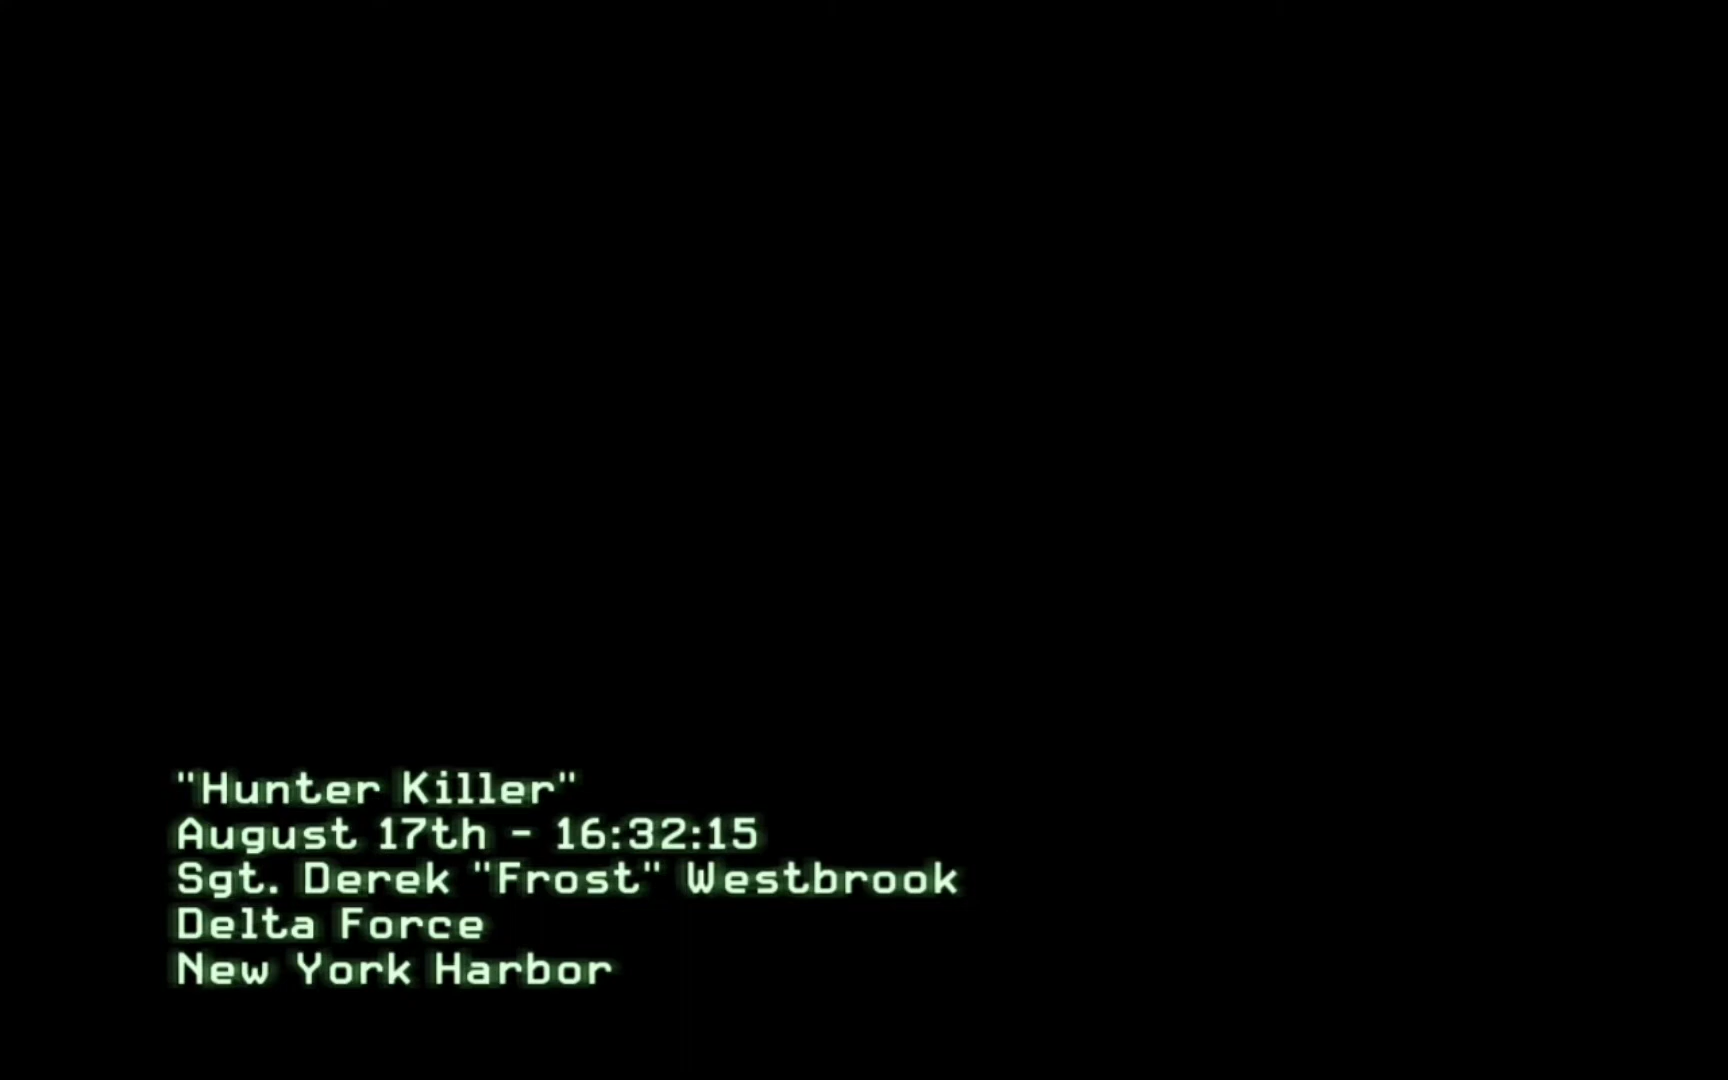 "Hunter Killer"
August 17th - 16:32:15
Sgt. Derek "Frost" Westbrook
Delta Force
New York Harbor